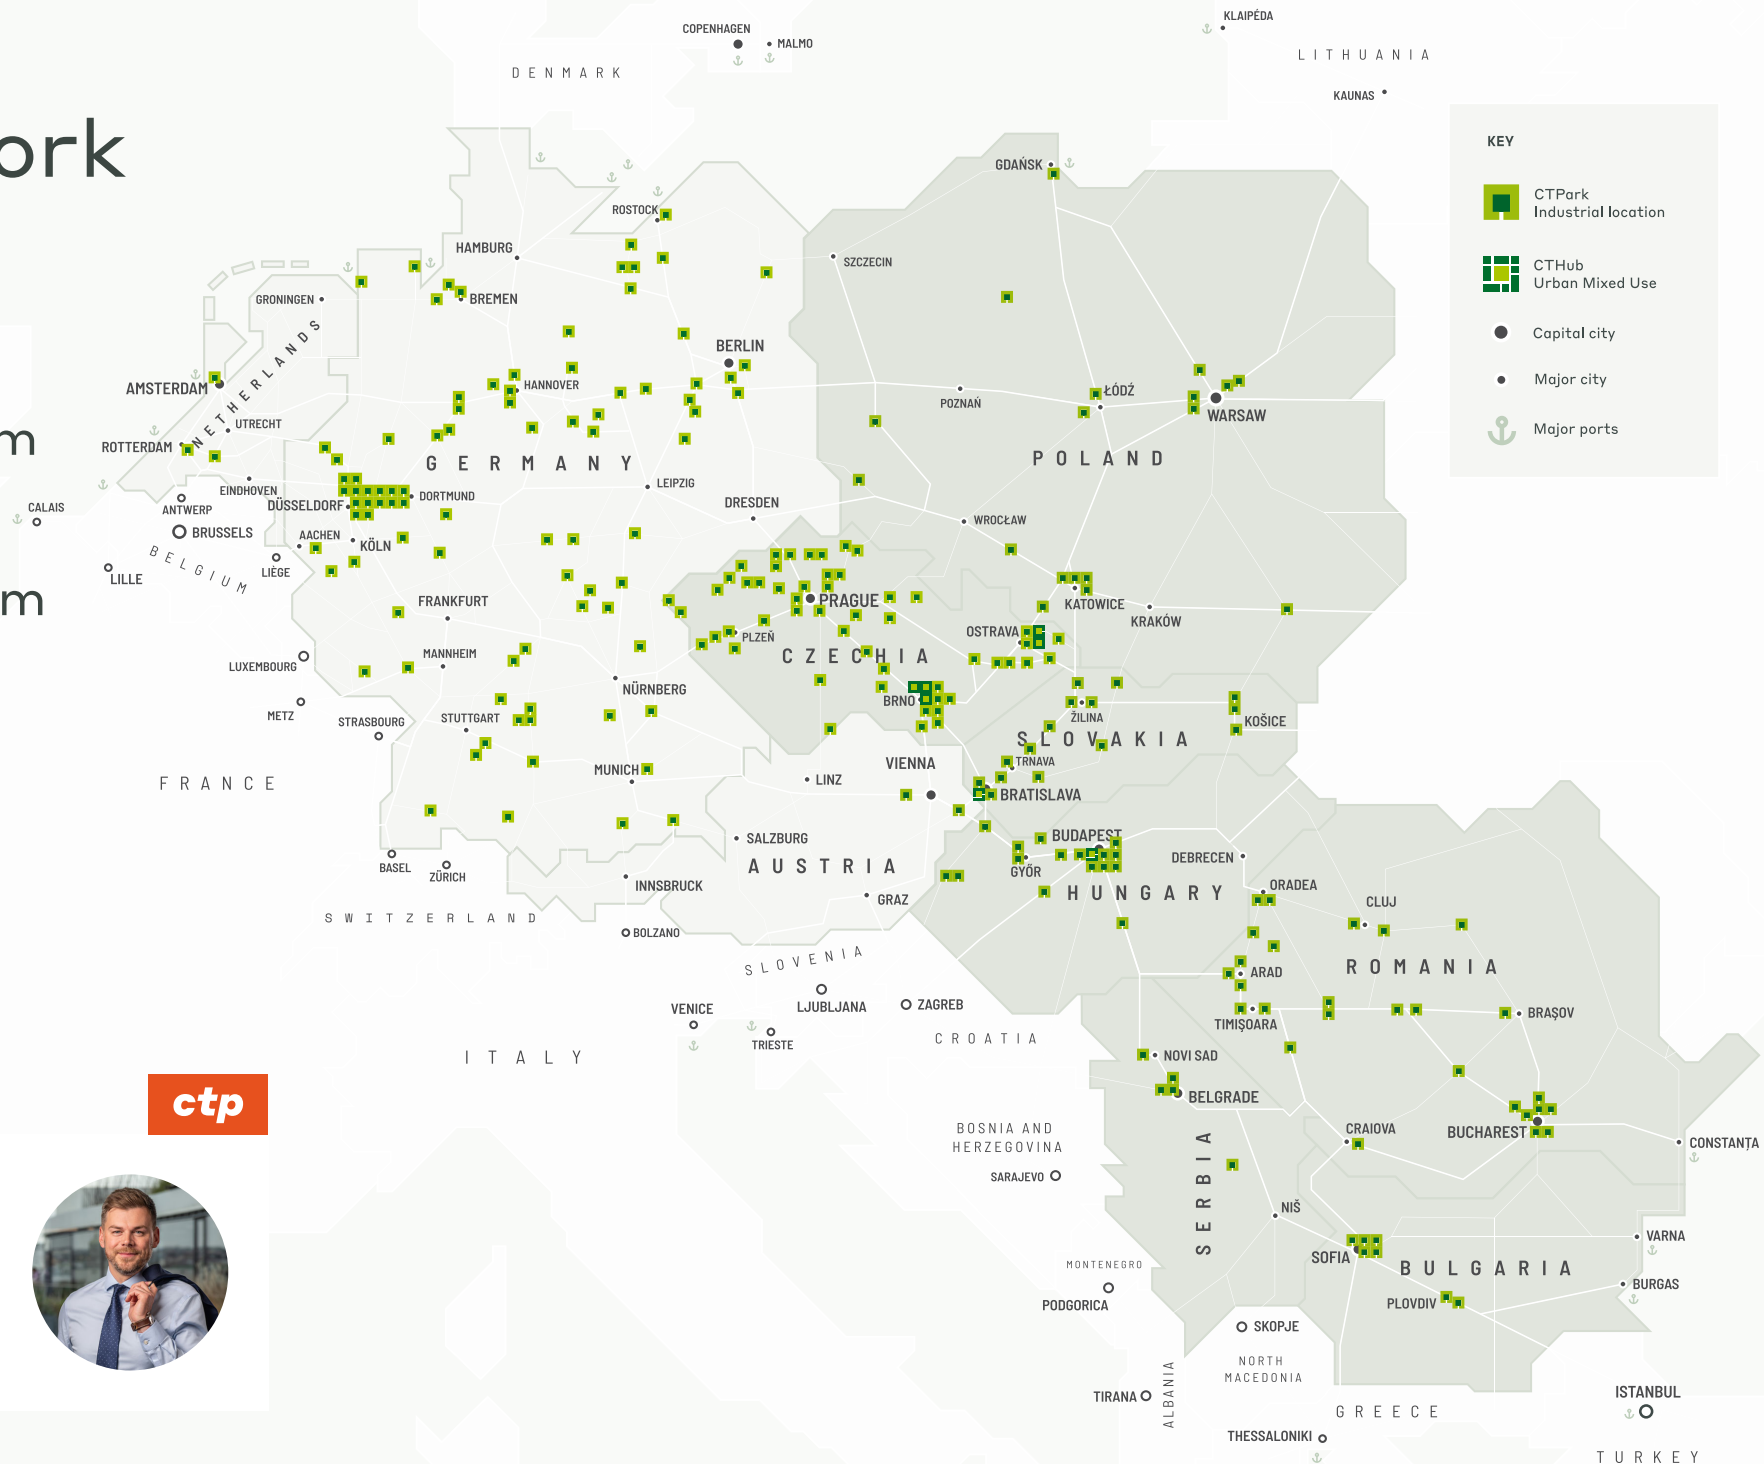 ork
m
m
COPENHAGEN
MALMO
DENMARK
KLAIPÉDA
LITHUANIA
KAUNAS
KEY
CTPark
Industrial location
CTHub
Urban Mixed Use
Capital city
Major city
Major ports
GDAŃSK
ROSTOCK
HAMBURG
SZCZECIN
GRONINGEN
BREMEN
NETHERLANDS
BERLIN
AMSTERDAM
HANNOVER
POZNAŃ
ŁÓDŹ
WARSAW
UTRECHT
ROTTERDAM
GERMANY
POLAND
EINDHOVEN
DORTMUND
LEIPZIG
DÜSSELDORF
DRESDEN
ANTWERP
CALAIS
WROCŁAW
BRUSSELS
AACHEN
KÖLN
BELGIUM
LIÈGE
LILLE
FRANKFURT
PRAGUE
KATOWICE
KRAKÓW
OSTRAVA
PLZEŇ
MANNHEIM
CZECHIA
LUXEMBOURG
NÜRNBERG
BRNO
METZ
STRASBOURG
STUTTGART
ŽILINA
KOŠICE
SLOVAKIA
VIENNA
TRNAVA
MUNICH
LINZ
FRANCE
BRATISLAVA
SALZBURG
BUDAPEST
DEBRECEN
AUSTRIA
BASEL
ZÜRICH
GYŐR
INNSBRUCK
HUNGARY
ORADEA
GRAZ
CLUJ
SWITZERLAND
BOLZANO
SLOVENIA
ROMANIA
ARAD
LJUBLJANA
ZAGREB
VENICE
BRAŞOV
TIMIŞOARA
CROATIA
TRIESTE
ITALY
NOVI SAD
BELGRADE
ctp
BOSNIA AND
HERZEGOVINA
CRAIOVA
BUCHAREST
CONSTANȚA
SARAJEVO
SERBIA
NIŠ
VARNA
SOFIA
BULGARIA
MONTENEGRO
BURGAS
PODGORICA
PLOVDIV
SKOPJE
NORTH
MACEDONIA
ALBANIA
TIRANA
ISTANBUL
GREECE
THESSALONIKI
TURKEY